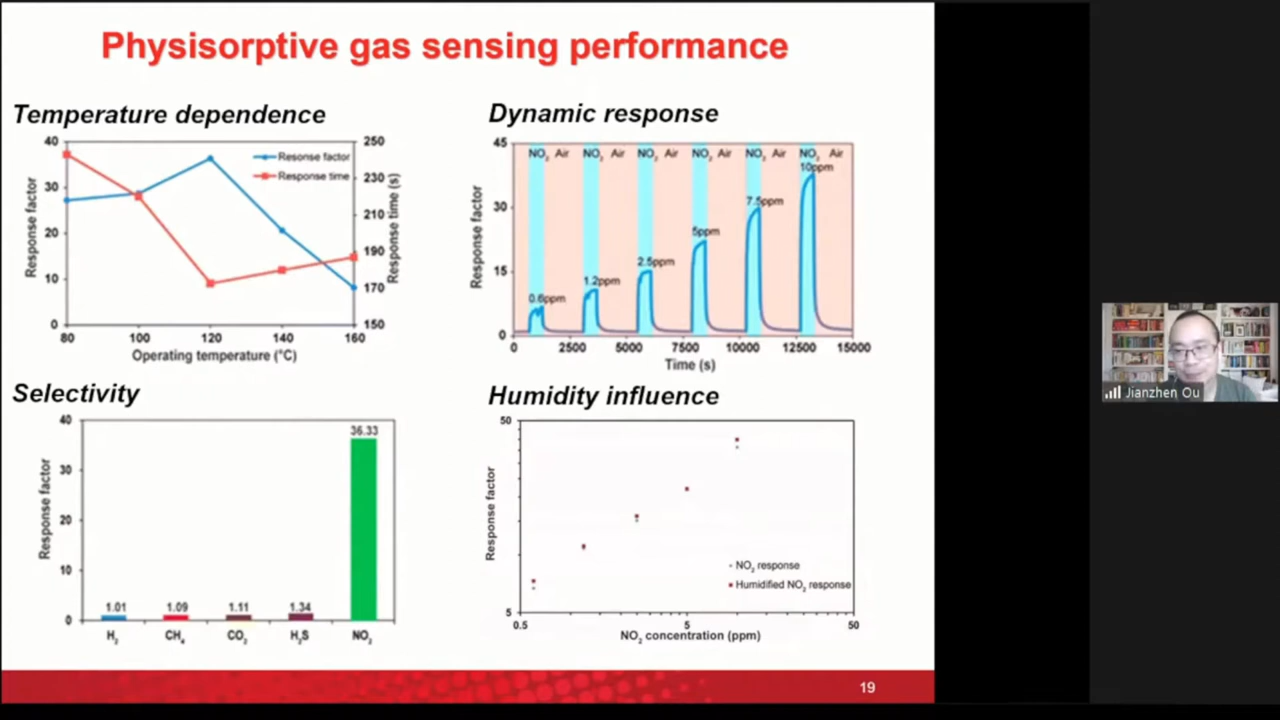 Physisorptive gas sensing performance
Temperature dependence
40
30
20
10
0
Response factor
250
230
210
190
170
150
Response time (s)
Resonse factor
Response time
80 100 120 140 160
Operating temperature (°C)
Dynamic response
45
30
15
0
Response factor
NO2 Air NO2 Air NO2 Air NO2 Air NO2 Air NO2 Air
10ppm
7.5ppm
5ppm
2.5ppm
1.2ppm
0.6ppm
0 2500 5000 7500 10000 12500 15000
Time (s)
Selectivity
40
30
20
10
0
Response factor
1.01 1.09 1.11 1.34 36.33
H2 CH4 CO2 H2S NO2
Humidity influence
50
5
Response factor
NO2 response
Humidified NO2 response
0.5 5 50
NO2 concentration (ppm)
19
Jianzhen Ou